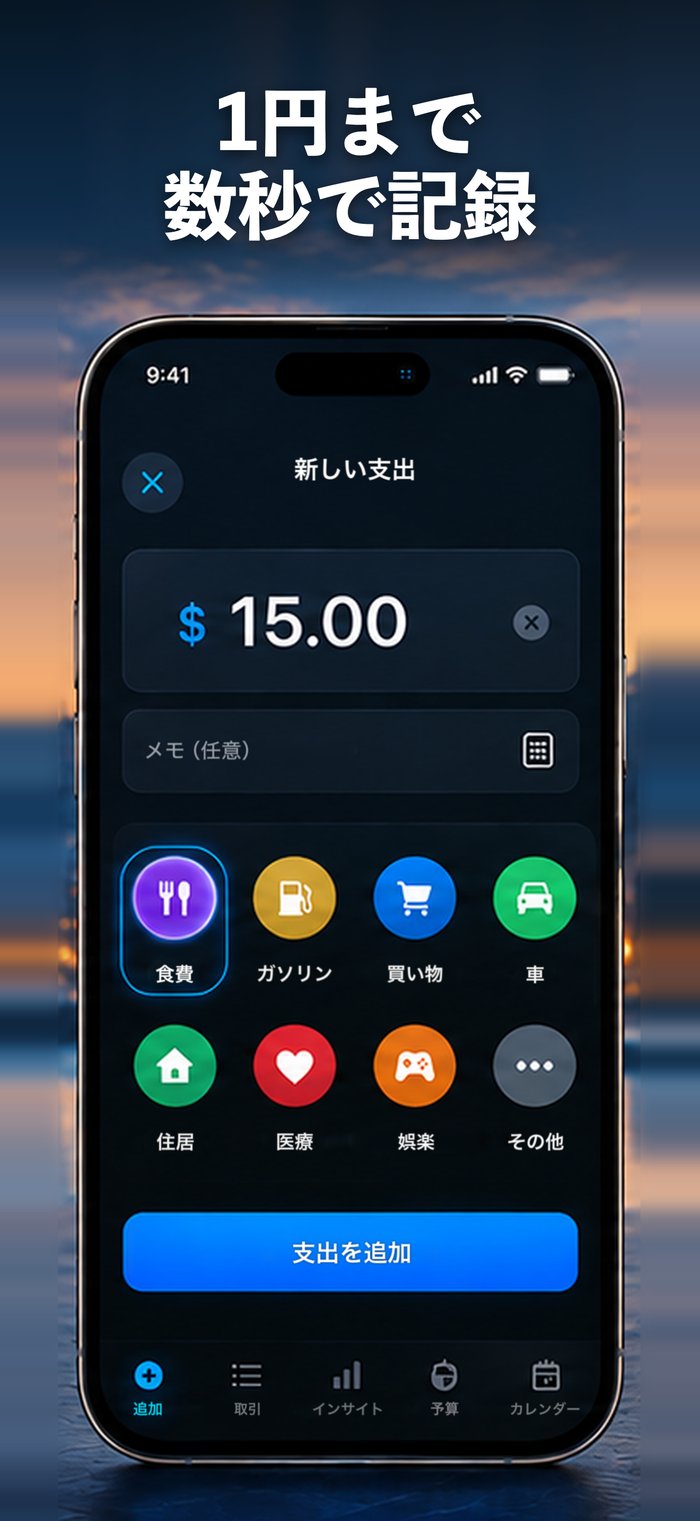 1円まで
数秒で記録
9:41
新しい支出
$ 15.00
メモ (任意)
食費 ガソリン 買い物 車
住居 医療 娯楽 その他
支出を追加
追加 取引 インサイト 予算 カレンダー